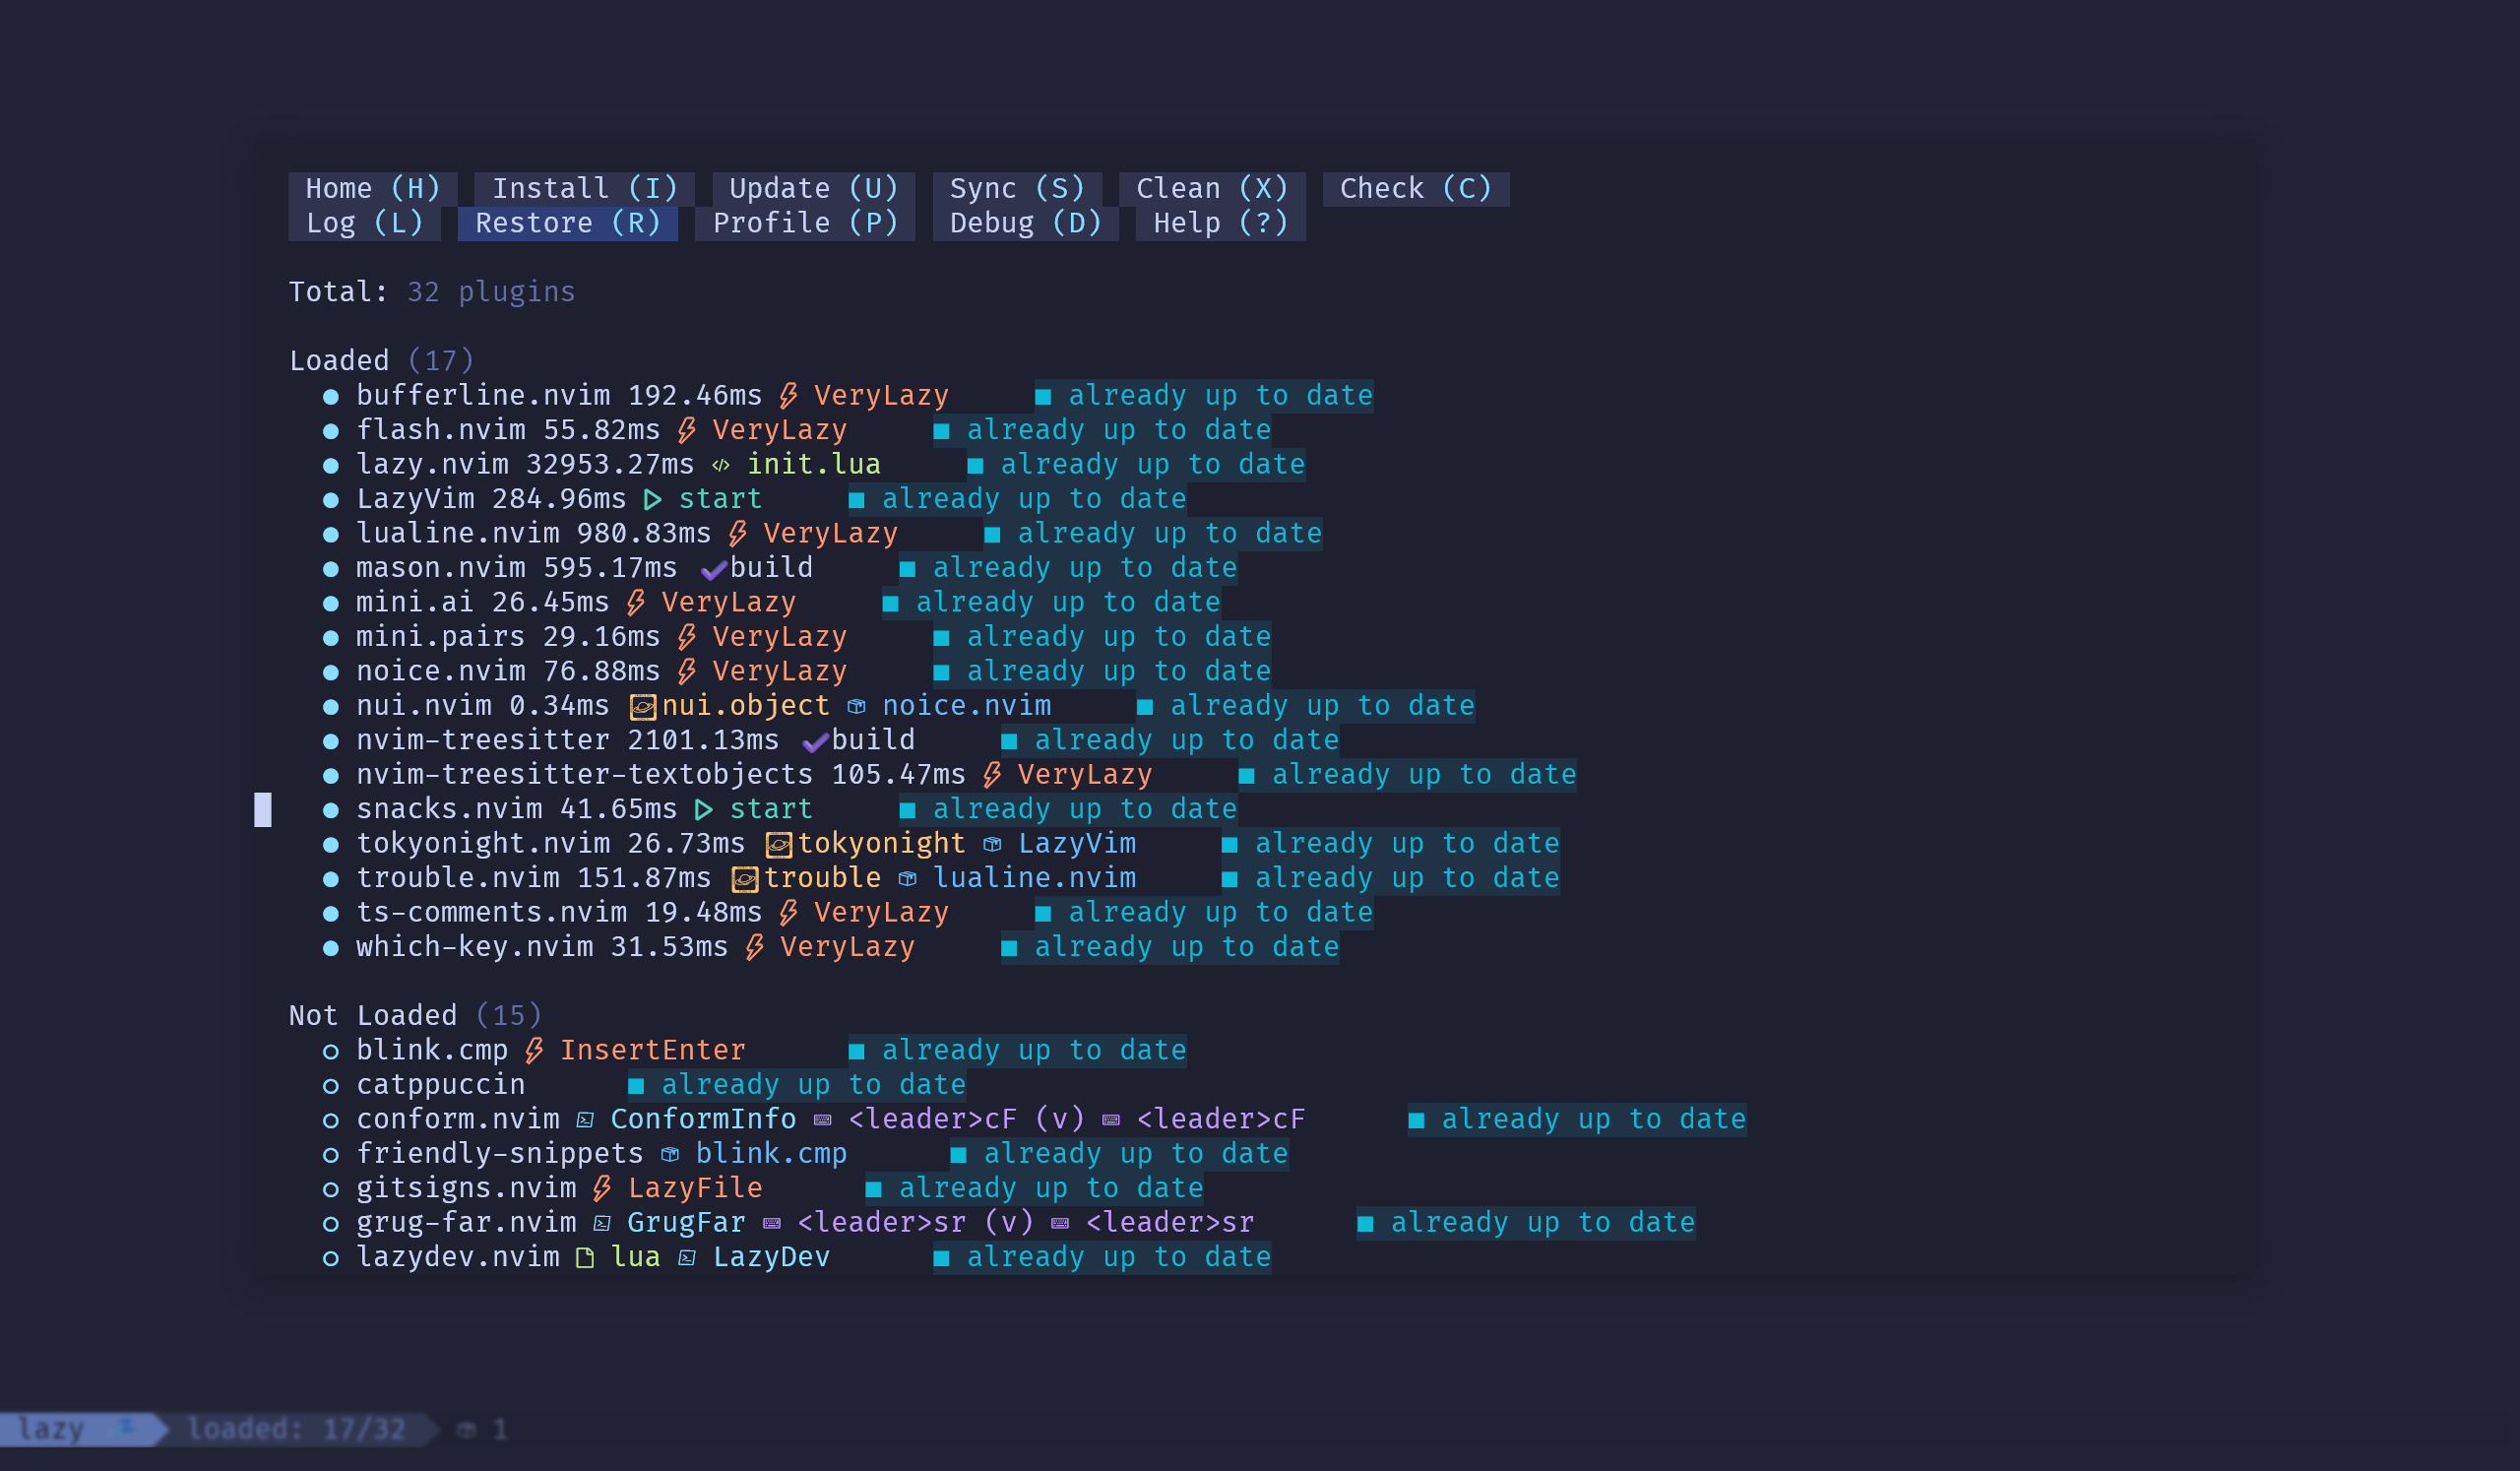 Home (H) Install (I) Update (U) Sync (S) Clean (X) Check (C)
Log (L) Restore (R) Profile (P) Debug (D) Help (?)
Total: 32 plugins
Loaded (17)
● bufferline.nvim 192.46ms VeryLazy ■ already up to date
● flash.nvim 55.82ms VeryLazy ■ already up to date
● lazy.nvim 32953.27ms init.lua ■ already up to date
● LazyVim 284.96ms start ■ already up to date
● lualine.nvim 980.83ms VeryLazy ■ already up to date
● mason.nvim 595.17ms ✔build ■ already up to date
● mini.ai 26.45ms VeryLazy ■ already up to date
● mini.pairs 29.16ms VeryLazy ■ already up to date
● noice.nvim 76.88ms VeryLazy ■ already up to date
● nui.nvim 0.34ms nui.object noice.nvim ■ already up to date
● nvim-treesitter 2101.13ms ✔build ■ already up to date
● nvim-treesitter-textobjects 105.47ms VeryLazy ■ already up to date
● snacks.nvim 41.65ms start ■ already up to date
● tokyonight.nvim 26.73ms tokyonight LazyVim ■ already up to date
● trouble.nvim 151.87ms trouble lualine.nvim ■ already up to date
● ts-comments.nvim 19.48ms VeryLazy ■ already up to date
● which-key.nvim 31.53ms VeryLazy ■ already up to date
Not Loaded (15)
○ blink.cmp InsertEnter ■ already up to date
○ catppuccin ■ already up to date
○ conform.nvim ConformInfo <leader>cF (v) <leader>cF ■ already up to date
○ friendly-snippets blink.cmp ■ already up to date
○ gitsigns.nvim LazyFile ■ already up to date
○ grug-far.nvim GrugFar <leader>sr (v) <leader>sr ■ already up to date
○ lazydev.nvim lua LazyDev ■ already up to date
lazy loaded: 17/32 1